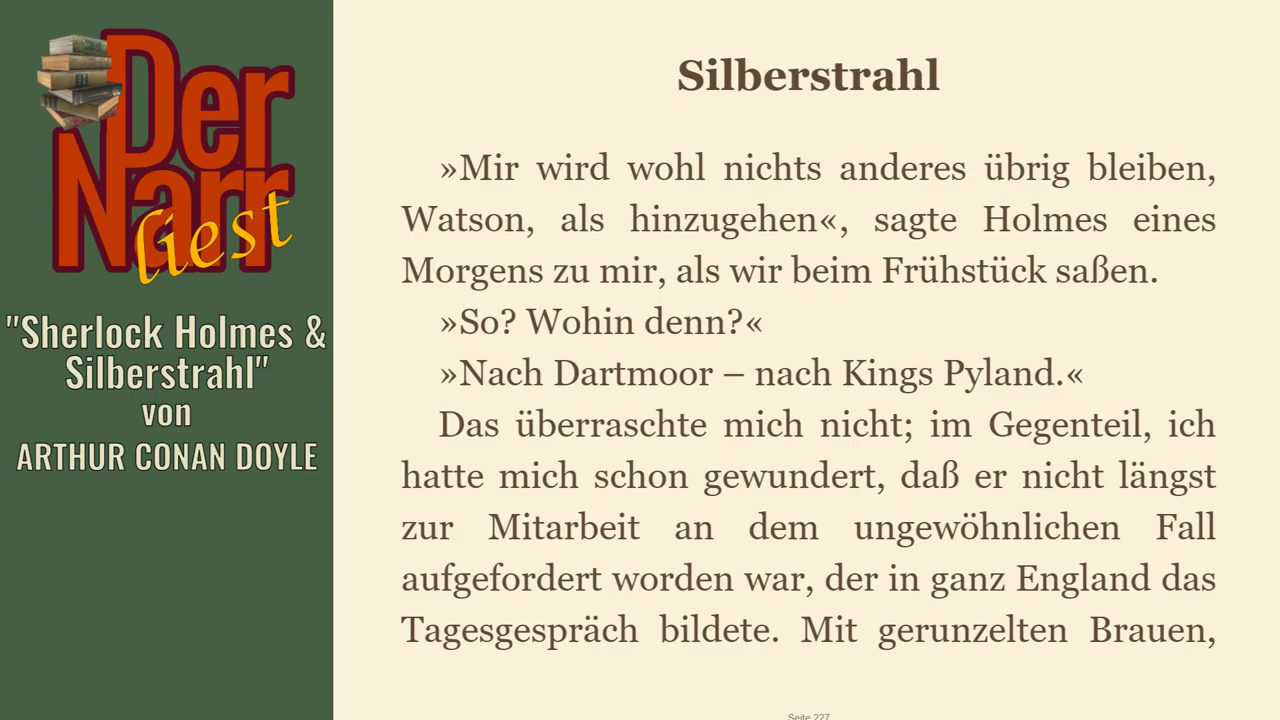 Der
Narr
liest
"Sherlock Holmes &
Silberstrahl"
von
ARTHUR CONAN DOYLE
Silberstrahl
»Mir wird wohl nichts anderes übrig bleiben,
Watson, als hinzugehen«, sagte Holmes eines
Morgens zu mir, als wir beim Frühstück saßen.
»So? Wohin denn?«
»Nach Dartmoor – nach Kings Pyland.«
Das überraschte mich nicht; im Gegenteil, ich
hatte mich schon gewundert, daß er nicht längst
zur Mitarbeit an dem ungewöhnlichen Fall
aufgefordert worden war, der in ganz England das
Tagesgespräch bildete. Mit gerunzelten Brauen,
Seite 227